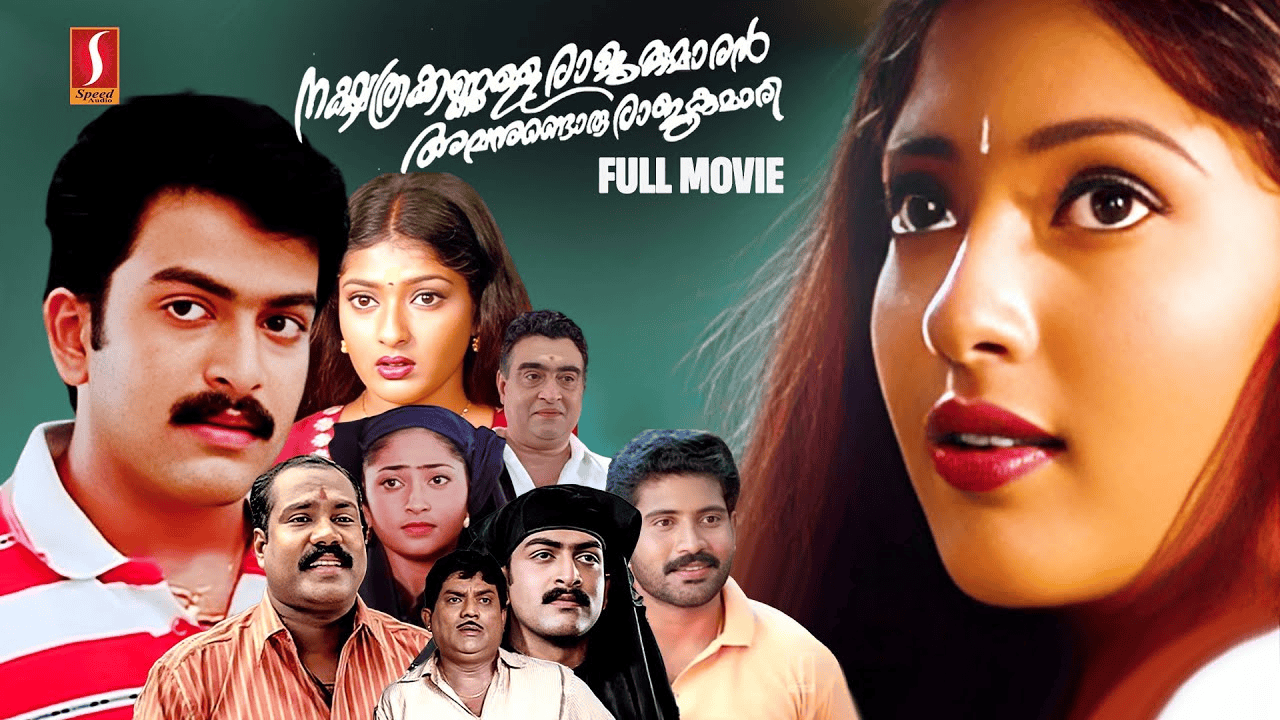 S
Speed
Audio
നക്ഷത്രക്കണ്ണുള്ള രാജകുമാരൻ
അവനുണ്ടൊരു രാജകുമാരി
FULL MOVIE